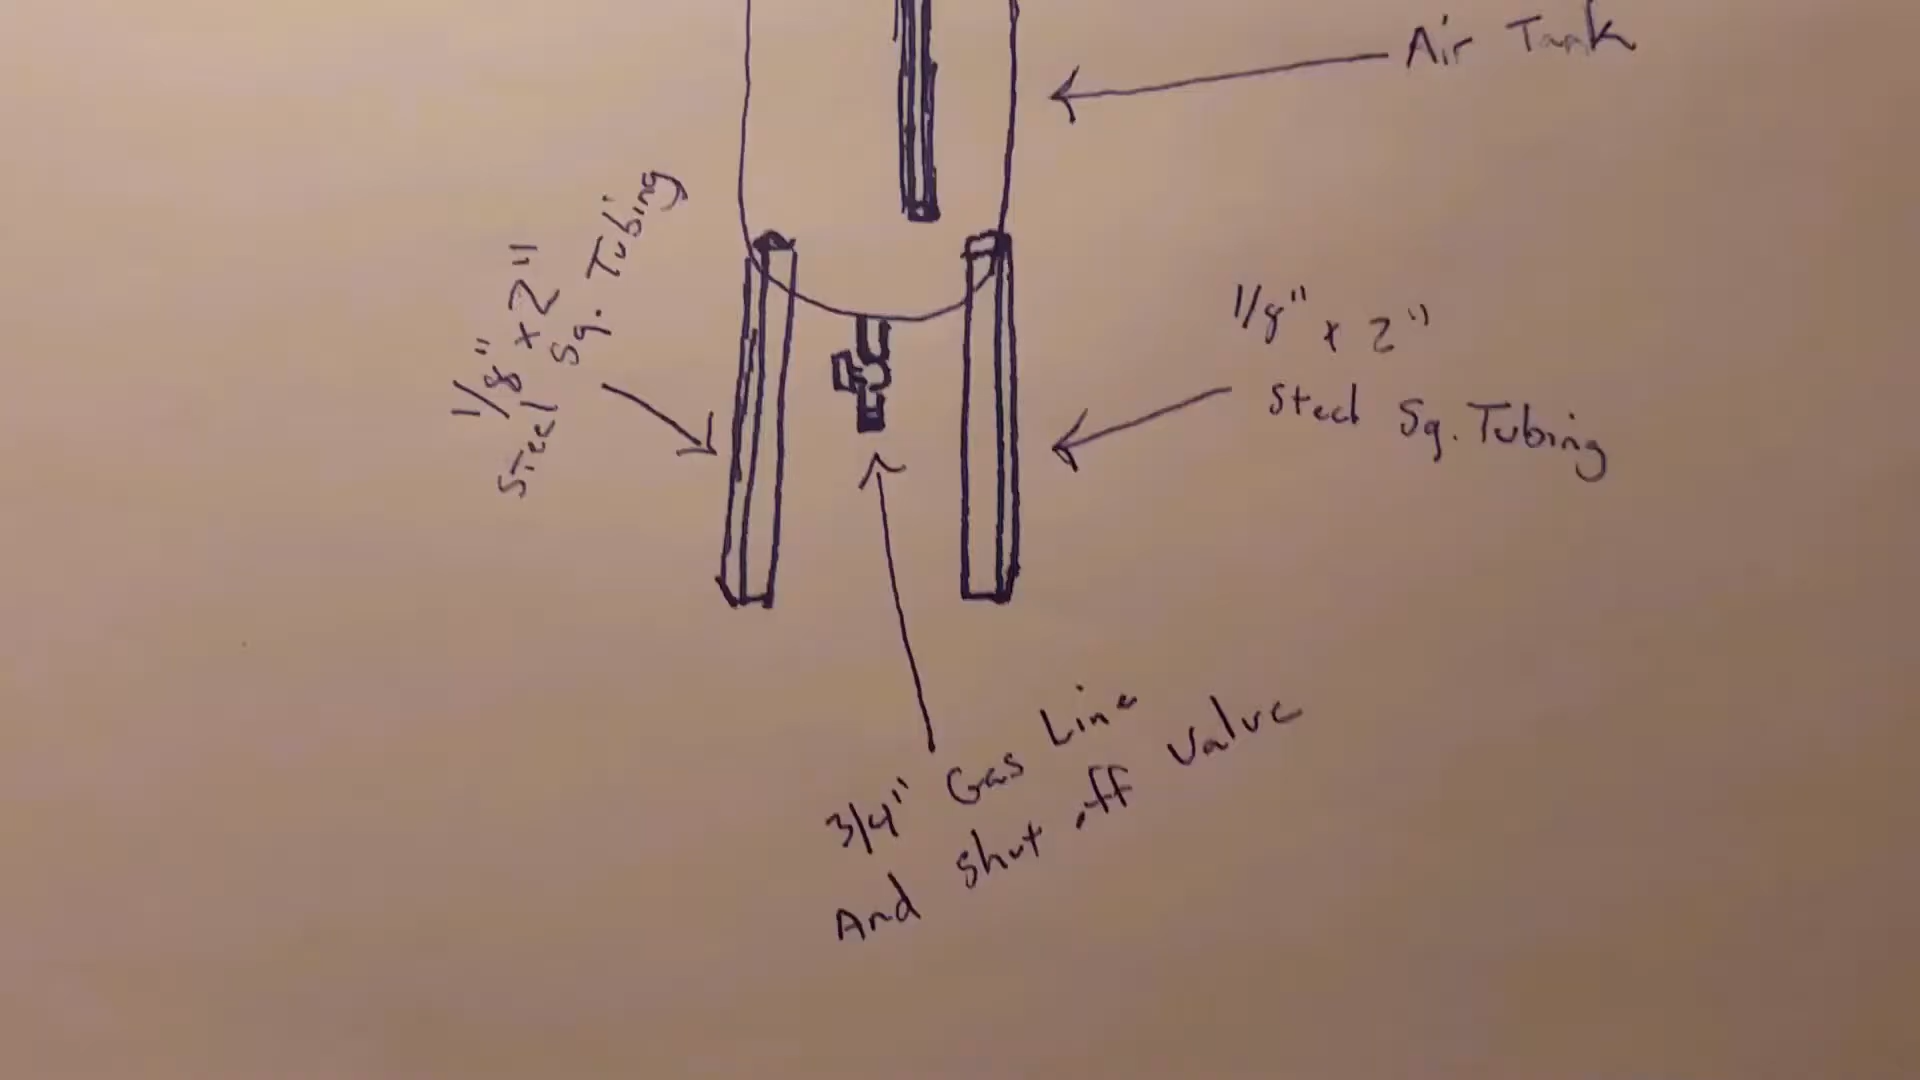 Air Tank
1/8" x 2"
Steel Sq. Tubing
1/8" x 2"
Steel Sq. Tubing
3/4" Gas Line
And shut off valve